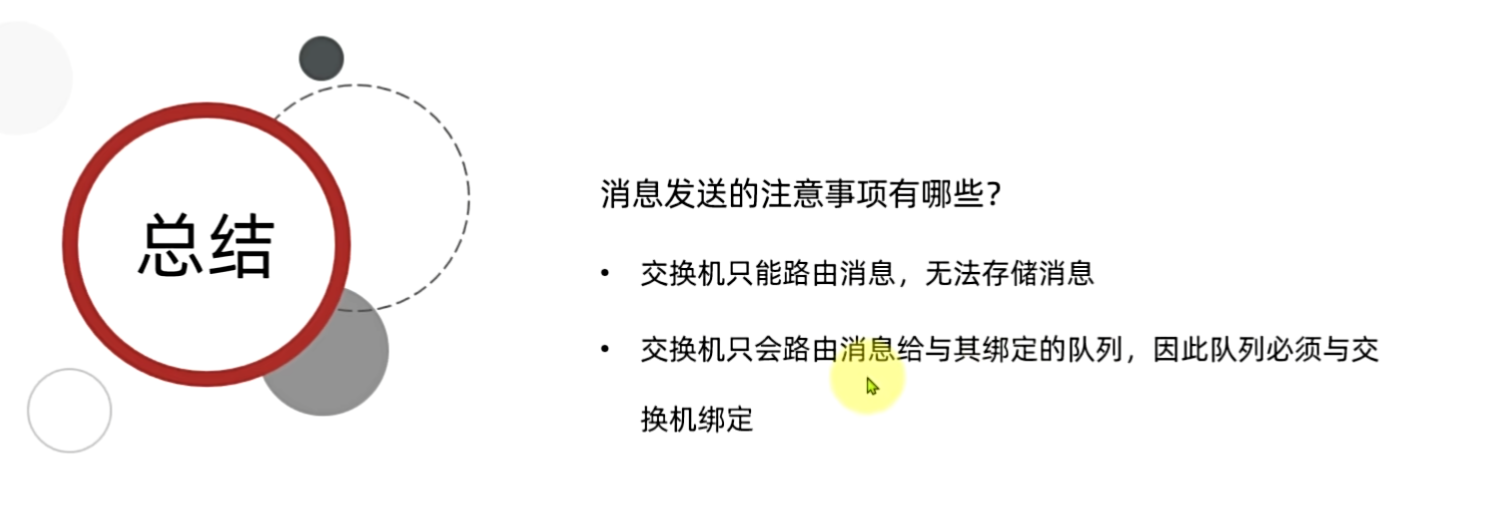 总结
消息发送的注意事项有哪些？
• 交换机只能路由消息，无法存储消息
• 交换机只会路由消息给与其绑定的队列，因此队列必须与交
换机绑定